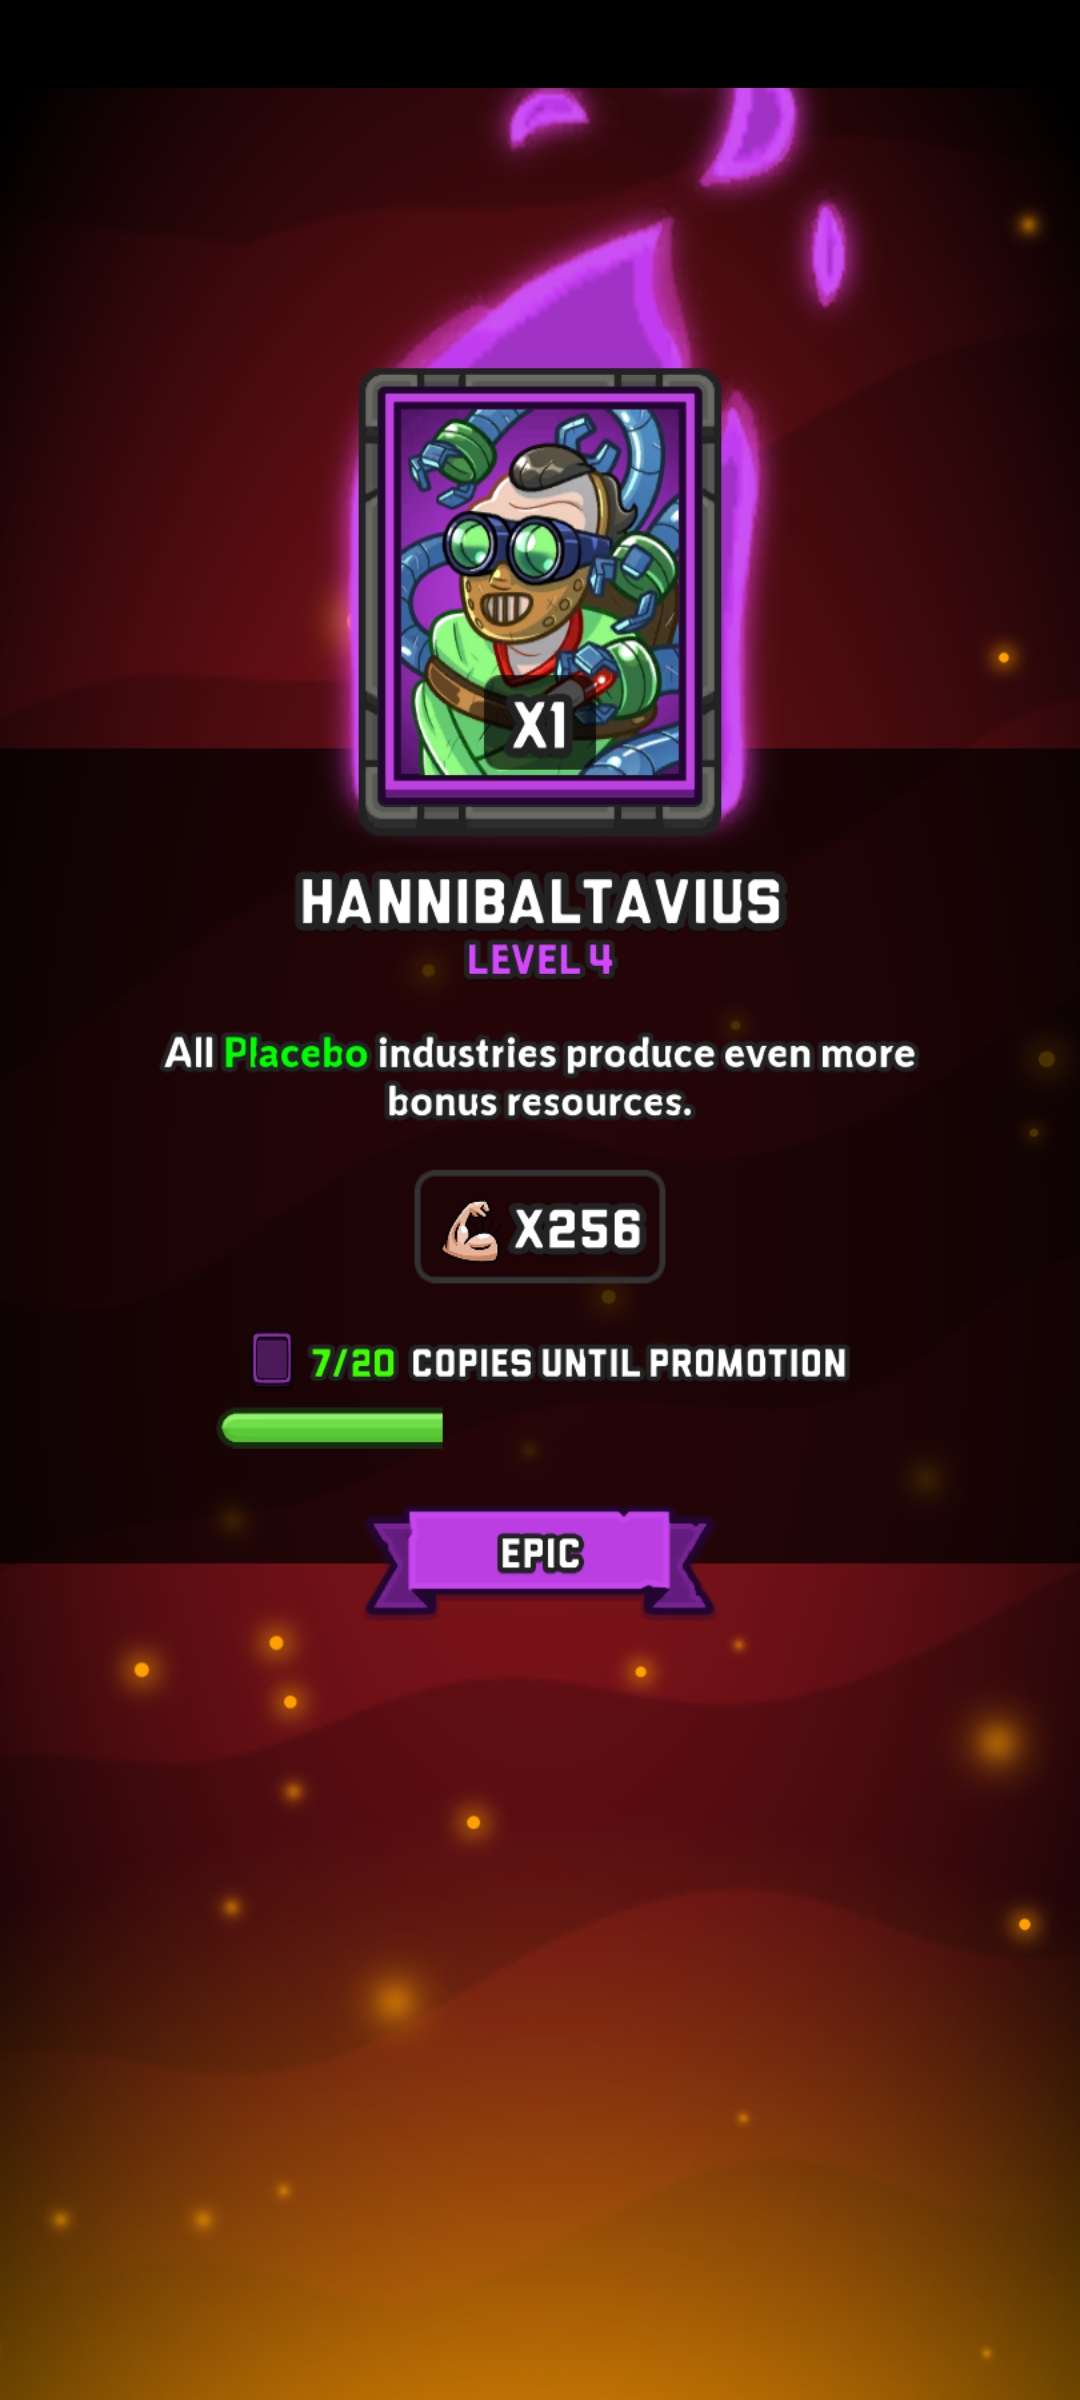 X1
HANNIBALTAVIUS
LEVEL 4
All Placebo industries produce even more
bonus resources.
X256
7/20 COPIES UNTIL PROMOTION
EPIC